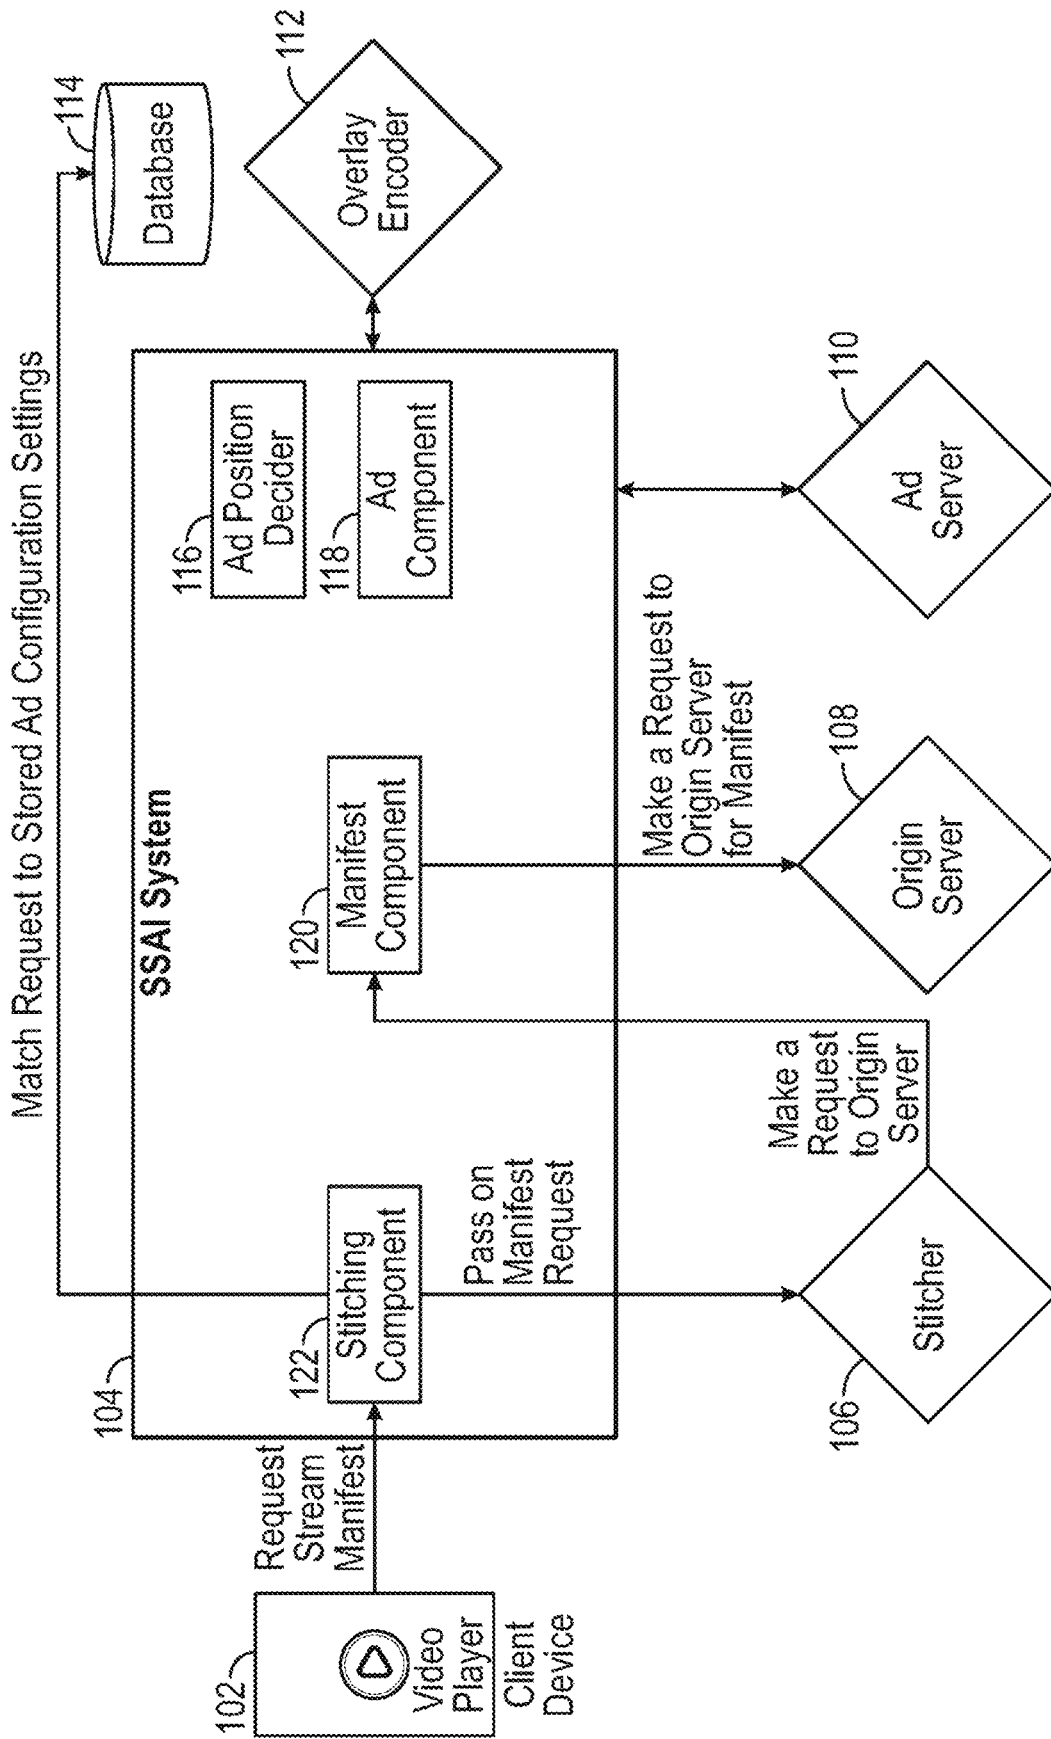 Match Request to Stored Ad Configuration Settings
114
Database
112
Overlay
Encoder
104
SSAI System
116
Ad Position
Decider
118
Ad
Component
120
Manifest
Component
122
Stitching
Component
102
Video
Player
Client
Device
Request
Stream
Manifest
Pass on
Manifest
Request
Make a
Request
to Origin
Server
Make a Request to
Origin Server
for Manifest
106
Stitcher
108
Origin
Server
110
Ad
Server